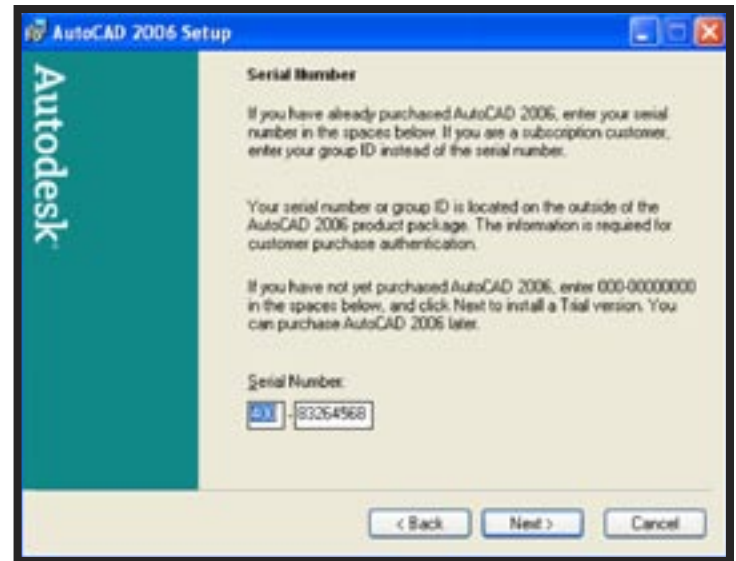 AutoCAD 2006 Setup
Autodesk
Serial Number
If you have already purchased AutoCAD 2006, enter your serial
number in the spaces below. If you are a subscription customer,
enter your group ID instead of the serial number.
Your serial number or group ID is located on the outside of the
AutoCAD 2006 product package. The information is required for
customer purchase authentication.
If you have not yet purchased AutoCAD 2006, enter 000-00000000
in the spaces below, and click Next to install a Trial version. You
can purchase AutoCAD 2006 later.
Serial Number:
400 - 83264568
< Back Next > Cancel